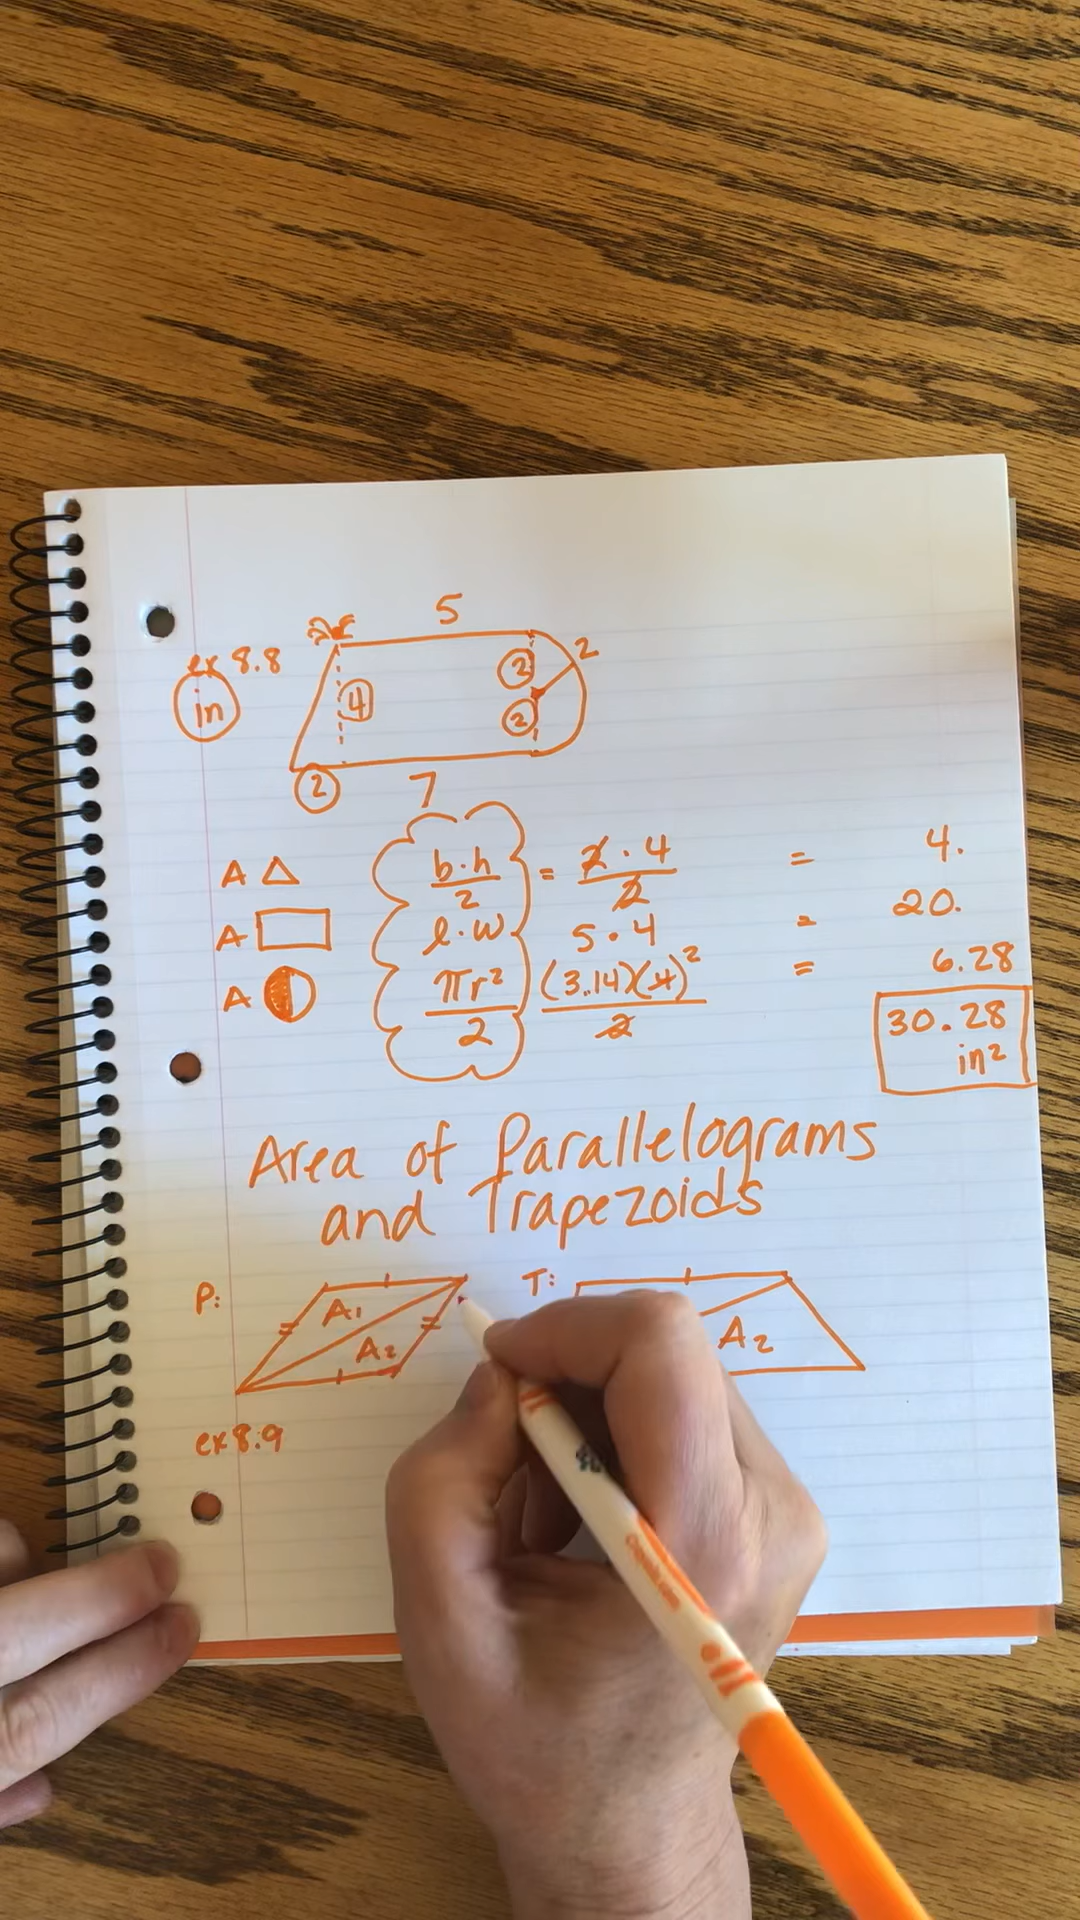 5
ex 8.8
2
2
in
4
2
2
7
A b·h/2 = 2·4/2 = 4.
A l·w 5·4 = 20.
A πr²/2 (3.14)(4)²/2 = 6.28
30.28
in²
Area of Parallelograms
and Trapezoids
P: A₁ A₂
T: A₂
ex 8.9